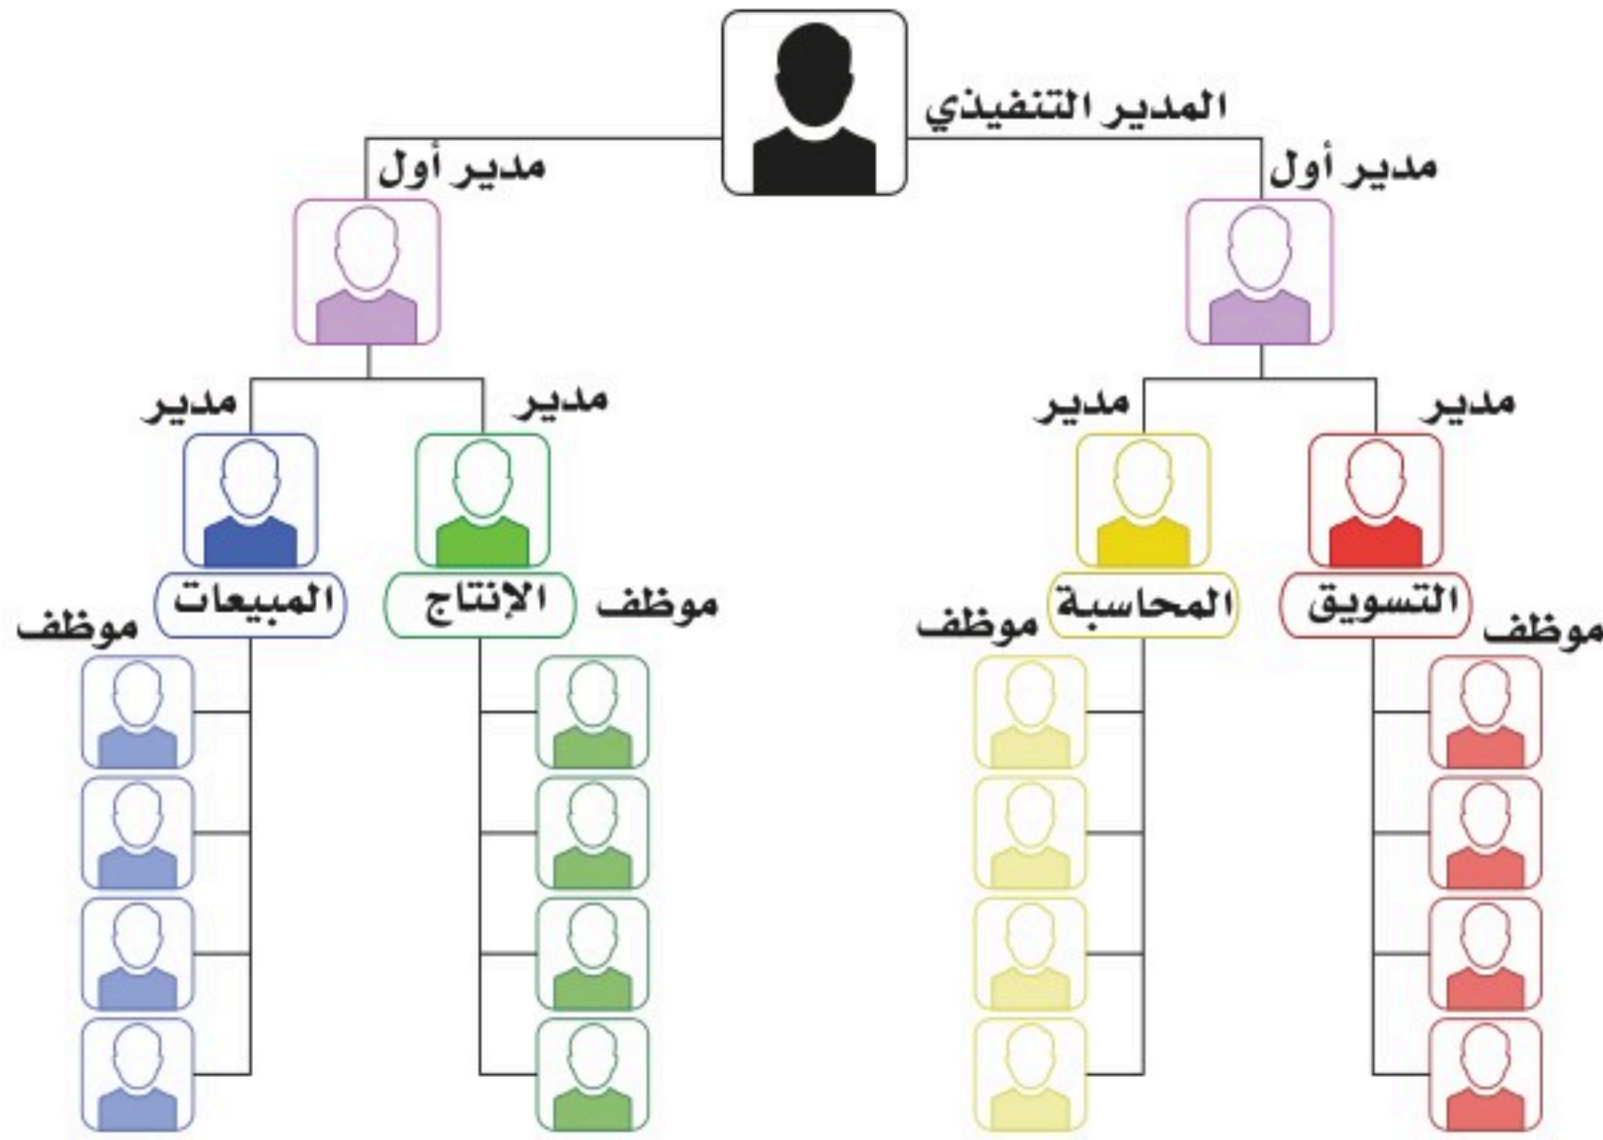 المدير التنفيذي
مدير أول
مدير أول
مدير
مدير
مدير
مدير
التسويق
المحاسبة
الإنتاج
المبيعات
موظف
موظف
موظف
موظف